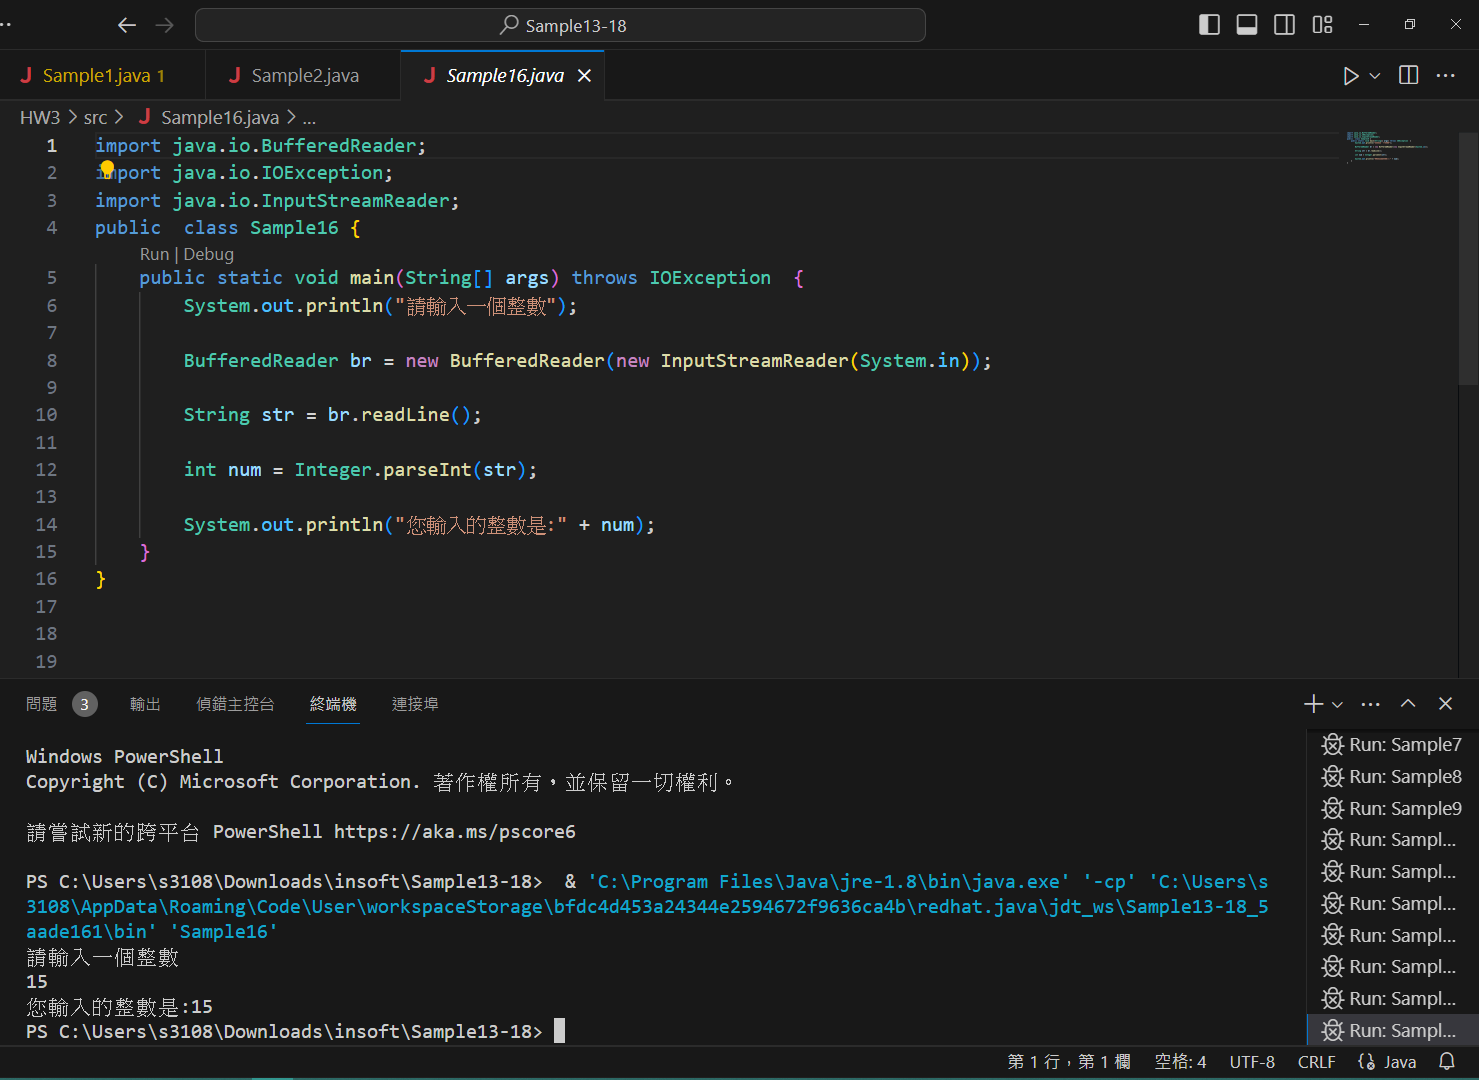 Sample13-18
Sample1.java 1
Sample2.java
Sample16.java
HW3 > src > Sample16.java > ...
1 import java.io.BufferedReader;
2 import java.io.IOException;
3 import java.io.InputStreamReader;
4 public  class Sample16 {
Run | Debug
5 public static void main(String[] args) throws IOException  {
6 System.out.println("請輸入一個整數");
7
8 BufferedReader br = new BufferedReader(new InputStreamReader(System.in));
9
10 String str = br.readLine();
11
12 int num = Integer.parseInt(str);
13
14 System.out.println("您輸入的整數是:" + num);
15 }
16 }
17
18
19
問題 3 輸出 偵錯主控台 終端機 連接埠
Windows PowerShell
Copyright (C) Microsoft Corporation. 著作權所有，並保留一切權利。
請嘗試新的跨平台 PowerShell https://aka.ms/pscore6
PS C:\Users\s3108\Downloads\insoft\Sample13-18>  & 'C:\Program Files\Java\jre-1.8\bin\java.exe' '-cp' 'C:\Users\s
3108\AppData\Roaming\Code\User\workspaceStorage\bfdc4d453a24344e2594672f9636ca4b\redhat.java\jdt_ws\Sample13-18_5
aade161\bin' 'Sample16'
請輸入一個整數
15
您輸入的整數是:15
PS C:\Users\s3108\Downloads\insoft\Sample13-18>
Run: Sample7
Run: Sample8
Run: Sample9
Run: Sampl...
Run: Sampl...
Run: Sampl...
Run: Sampl...
Run: Sampl...
Run: Sampl...
Run: Sampl...
第 1 行，第 1 欄 空格: 4 UTF-8 CRLF Java